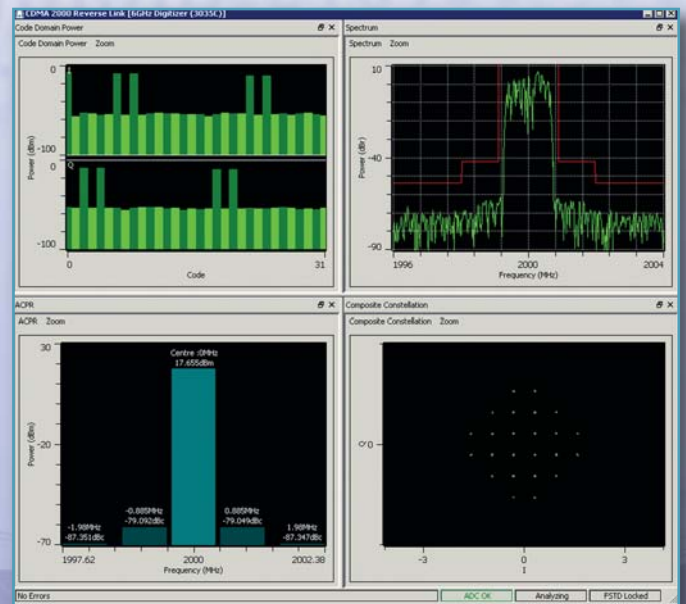 CDMA 2000 Reverse Link [6GHz Digitizer (3035C)]
Code Domain Power
Code Domain Power Zoom
0
I
-100
0
Q
-100
Power (dBm)
0
31
Code
Spectrum
Spectrum Zoom
10
-40
-90
Power (dBr)
1996
2000
2004
Frequency (MHz)
ACPR
ACPR Zoom
30
-20
-70
Power (dBm)
Centre :0MHz
17.655dBm
-0.885MHz
-79.092dBc
0.885MHz
-79.049dBc
-1.98MHz
-87.351dBc
1.98MHz
-87.347dBc
1997.62
2000
2002.38
Frequency (MHz)
Composite Constellation
Composite Constellation Zoom
Q
0
-3
0
3
I
No Errors
ADC OK
Analyzing
FSTD Locked